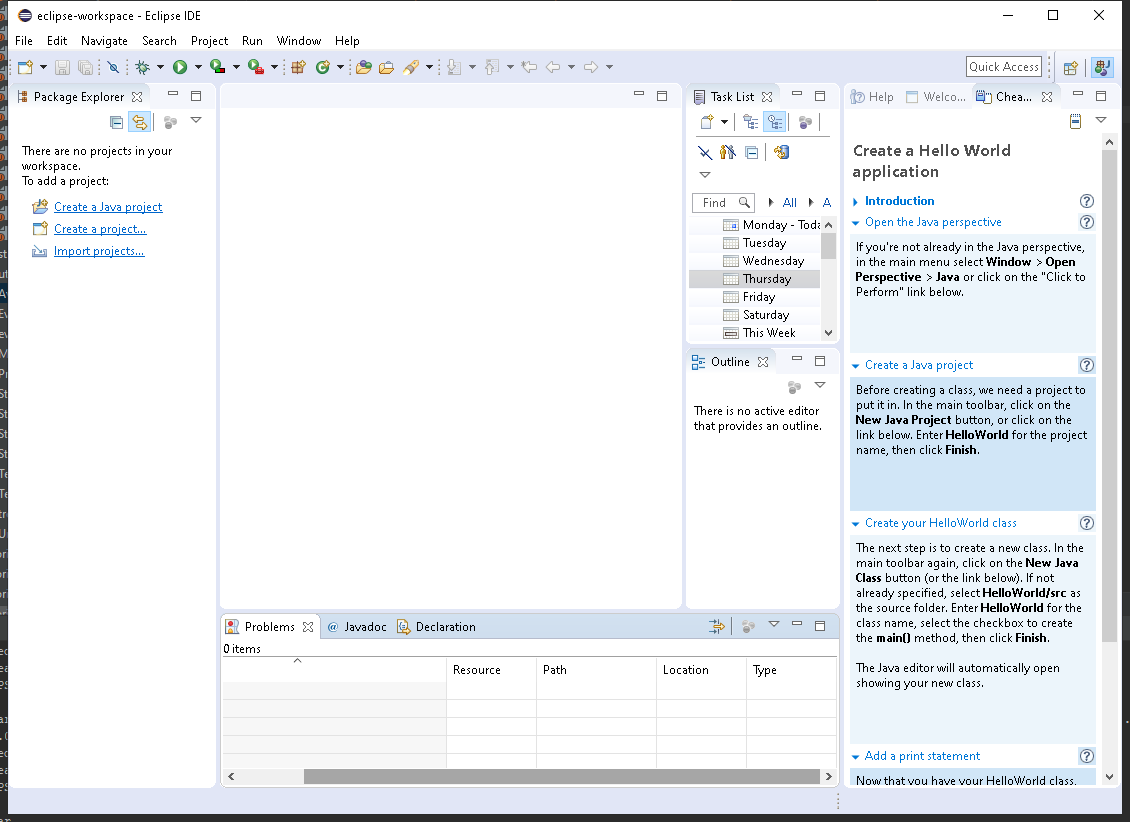 eclipse-workspace - Eclipse IDE
File Edit Navigate Search Project Run Window Help
Quick Access
Package Explorer
There are no projects in your
workspace.
To add a project:
Create a Java project
Create a project...
Import projects...
Task List
Find All A
Monday - Toda
Tuesday
Wednesday
Thursday
Friday
Saturday
This Week
Outline
There is no active editor
that provides an outline.
Problems @ Javadoc Declaration
0 items
Resource Path Location Type
Help Welco... Chea...
Create a Hello World
application
Introduction
Open the Java perspective
If you're not already in the Java perspective,
in the main menu select Window > Open
Perspective > Java or click on the "Click to
Perform" link below.
Create a Java project
Before creating a class, we need a project to
put it in. In the main toolbar, click on the
New Java Project button, or click on the
link below. Enter HelloWorld for the project
name, then click Finish.
Create your HelloWorld class
The next step is to create a new class. In the
main toolbar again, click on the New Java
Class button (or the link below). If not
already specified, select HelloWorld/src as
the source folder. Enter HelloWorld for the
class name, select the checkbox to create
the main() method, then click Finish.
The Java editor will automatically open
showing your new class.
Add a print statement
Now that you have your HelloWorld class,